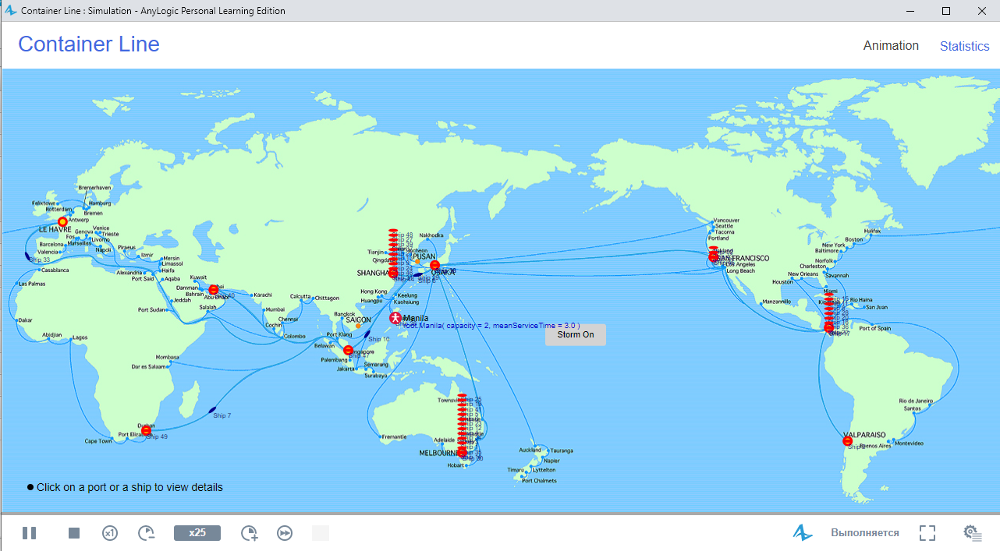 Container Line : Simulation - AnyLogic Personal Learning Edition
Container Line
Animation
Statistics
Bremerhaven
Felixtowe
Hamborg
Rotterdam
Bremen
Antwerp
LE HAVRE
Venice
Genova
Trieste
Fos
Livorno
Barcelona
Marseilles
Valencia
Napoli
Piraeus
Izmir
Ship 33
Mersin
Limassol
Haifa
Casablanca
Alexandria
Port Said
Aqaba
Las Palmas
Kuwait
Damman
Bahrain
Abu Dhabi
Karachi
Jeddah
Port Sudan
Salalah
Mumbai
Calcutta
Chittagong
Chennai
Cochin
Colombo
Dakar
Abidjian
Lagos
Mombasa
Dar es Salaam
Ship 7
Durban
Port Elizabeth
Ship 49
Cape Town
Nakhodka
Tianjin
Qingdao
PUSAN
OSAKA
SHANGHAI
Hong Kong
Huangpu
Keelung
Kaohsiung
Bangkok
SAIGON
Manila
root.Manila( capacity = 2, meanServiceTime = 3.0 )
Storm On
Port Klang
Ship 10
Belawan
Singapore
Ship 47
Palembang
Jakarta
Semarang
Surabaya
Townsville
Fremantle
Adelaide
MELBOURNE
Hobart
Auckland
Tauranga
Napier
Timaru
Lyttelton
Port Chalmets
Vancouver
Seattle
Tacoma
Portland
SAN FRANCISCO
Los Angeles
Long Beach
Manzanillo
Halifax
Boston
New York
Baltimore
Norfolk
Charleston
Savannah
New Orleans
Houston
Miami
Rio Haina
San Juan
Port of Spain
Rio de Janeiro
Santos
VALPARAISO
Buenos Aires
Montevideo
Click on a port or a ship to view details
x1
x25
Выполняется